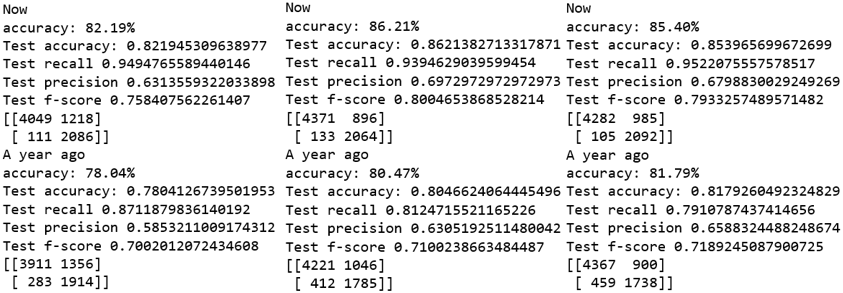 Now
accuracy: 82.19%
Test accuracy: 0.821945309638977
Test recall 0.9494765589440146
Test precision 0.6313559322033898
Test f-score 0.758407562261407
[[4049 1218]
[ 111 2086]]
A year ago
accuracy: 78.04%
Test accuracy: 0.7804126739501953
Test recall 0.8711879836140192
Test precision 0.5853211009174312
Test f-score 0.7002012072434608
[[3911 1356]
[ 283 1914]]
Now
accuracy: 86.21%
Test accuracy: 0.8621382713317871
Test recall 0.9394629039599454
Test precision 0.6972972972972973
Test f-score 0.8004653868528214
[[4371 896]
[ 133 2064]]
A year ago
accuracy: 80.47%
Test accuracy: 0.8046624064445496
Test recall 0.8124715521165226
Test precision 0.6305192511480042
Test f-score 0.7100238663484487
[[4221 1046]
[ 412 1785]]
Now
accuracy: 85.40%
Test accuracy: 0.853965699672699
Test recall 0.9522075557578517
Test precision 0.6798830029249269
Test f-score 0.7933257489571482
[[4282 985]
[ 105 2092]]
A year ago
accuracy: 81.79%
Test accuracy: 0.8179260492324829
Test recall 0.7910787437414656
Test precision 0.6588324488248674
Test f-score 0.7189245087900725
[[4367 900]
[ 459 1738]]